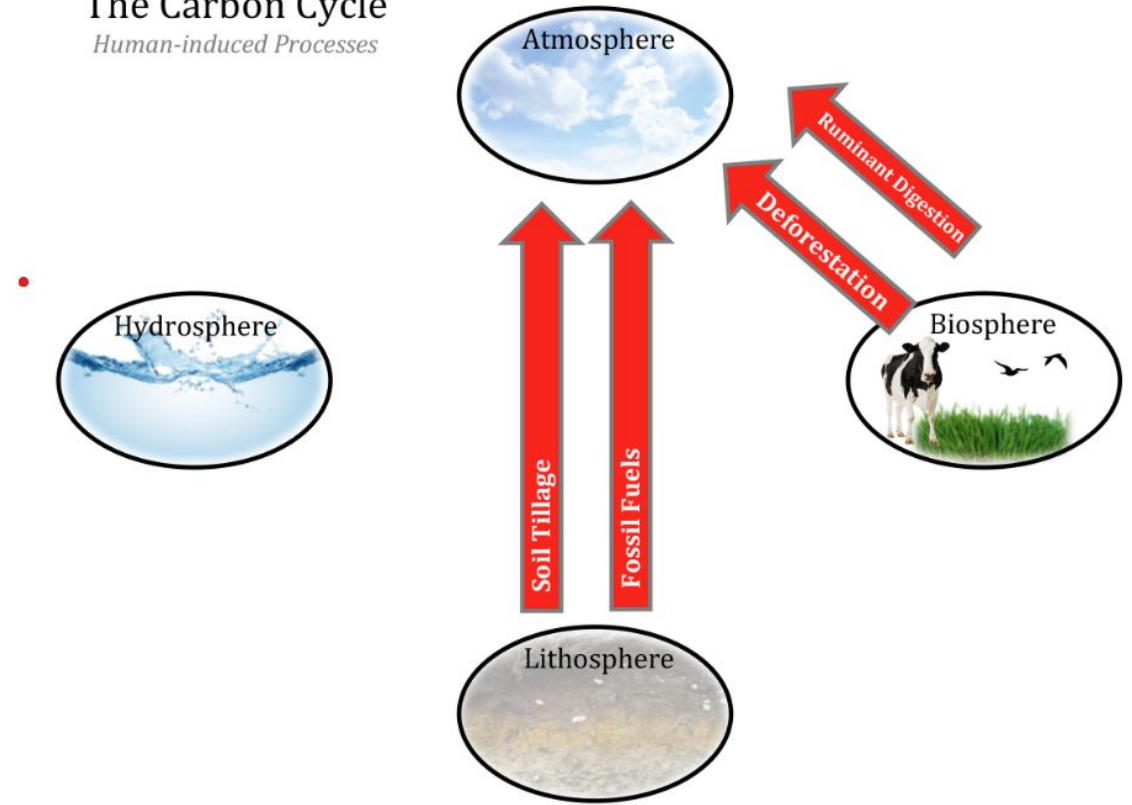 The Carbon Cycle
Human-induced Processes
Atmosphere
Ruminant Digestion
Deforestation
Hydrosphere
Biosphere
Soil Tillage
Fossil Fuels
Lithosphere